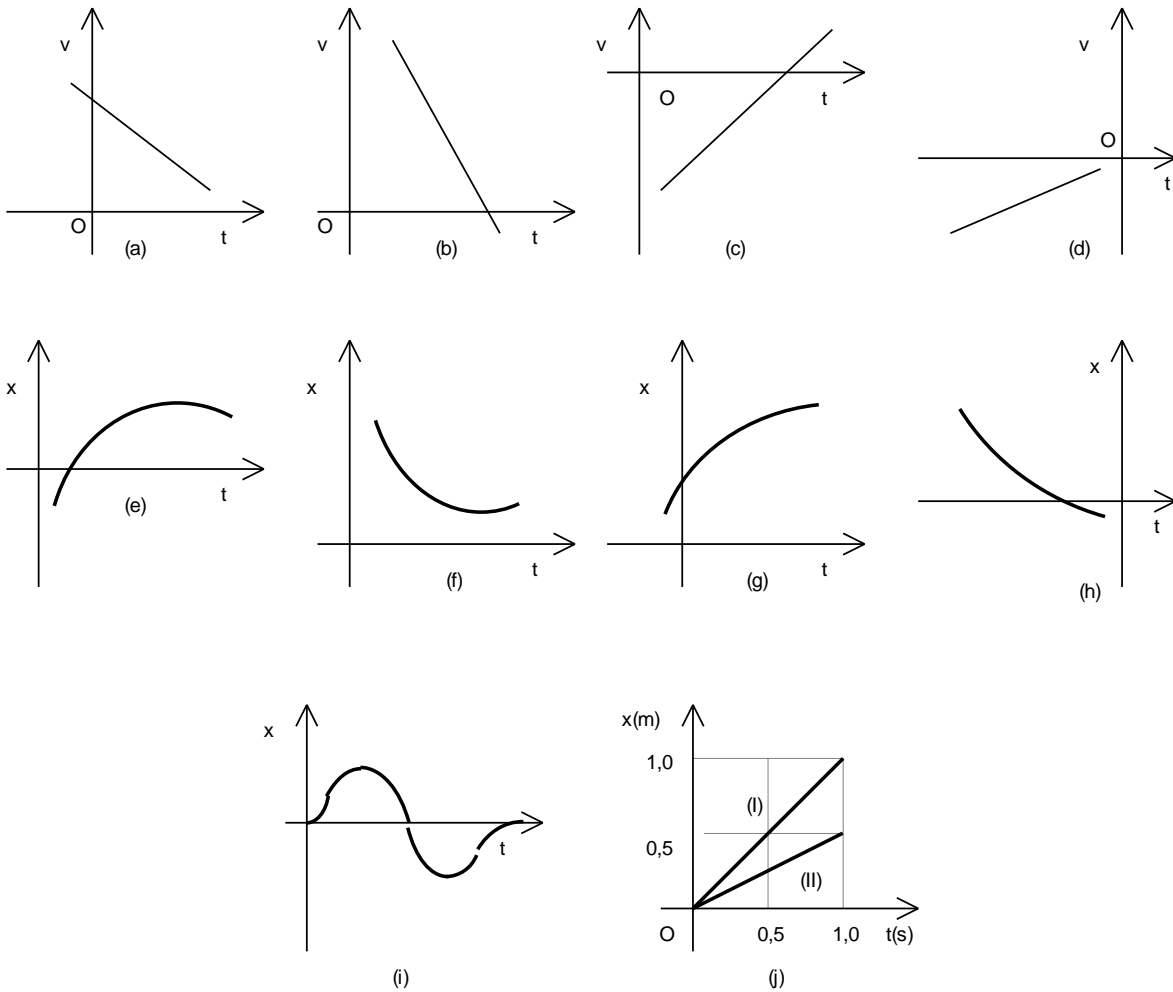 v
O
t
(a)
v
O
t
(b)
v
O
t
(c)
v
O
t
(d)
x
t
(e)
x
t
(f)
x
t
(g)
x
t
(h)
x
t
(i)
x(m)
1,0
(I)
0,5
(II)
O
0,5
1,0
t(s)
(j)